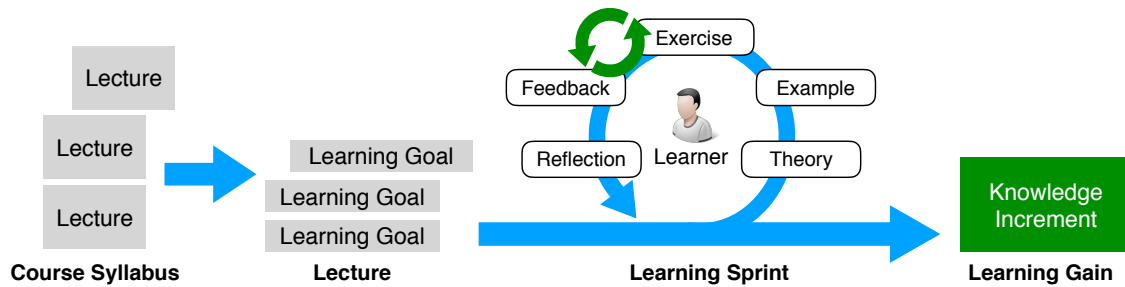 Lecture
Lecture
Lecture
Course Syllabus
Learning Goal
Learning Goal
Learning Goal
Lecture
Exercise
Feedback
Example
Reflection
Learner
Theory
Learning Sprint
Knowledge
Increment
Learning Gain